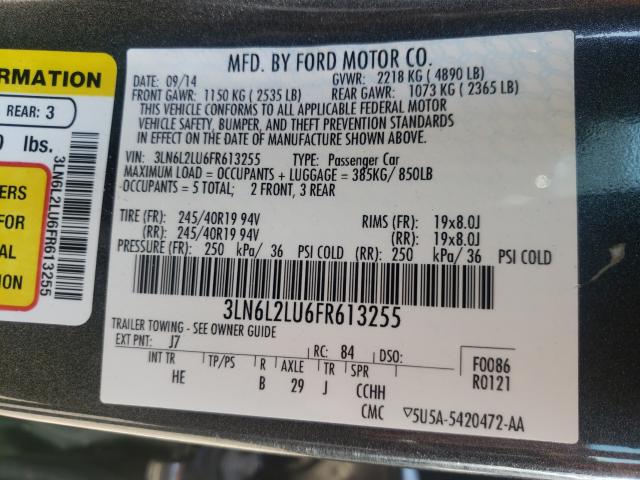 ORMATION
REAR: 3
lbs.
ERS
FOR
AL
ION
3LN6L2LU6FR613255
MFD. BY FORD MOTOR CO.
DATE: 09/14 GVWR: 2218 KG ( 4890 LB)
FRONT GAWR: 1150 KG ( 2535 LB) REAR GAWR: 1073 KG ( 2365 LB)
THIS VEHICLE CONFORMS TO ALL APPLICABLE FEDERAL MOTOR
VEHICLE SAFETY, BUMPER, AND THEFT PREVENTION STANDARDS
IN EFFECT ON THE DATE OF MANUFACTURE SHOWN ABOVE.
VIN: 3LN6L2LU6FR613255 TYPE: Passenger Car
MAXIMUM LOAD = OCCUPANTS + LUGGAGE = 385KG/ 850LB
OCCUPANTS = 5 TOTAL; 2 FRONT, 3 REAR
TIRE (FR): 245/40R19 94V RIMS (FR): 19x8.0J
(RR): 245/40R19 94V (RR): 19x8.0J
PRESSURE (FR): 250 kPa/ 36 PSI COLD (RR): 250 kPa/ 36 PSI COLD
3LN6L2LU6FR613255
TRAILER TOWING - SEE OWNER GUIDE
EXT PNT: J7 RC: 84 DSO:
INT TR TP/PS R AXLE TR SPR
HE B 29 J CCHH
F0086
R0121
CMC ▽5U5A-5420472-AA